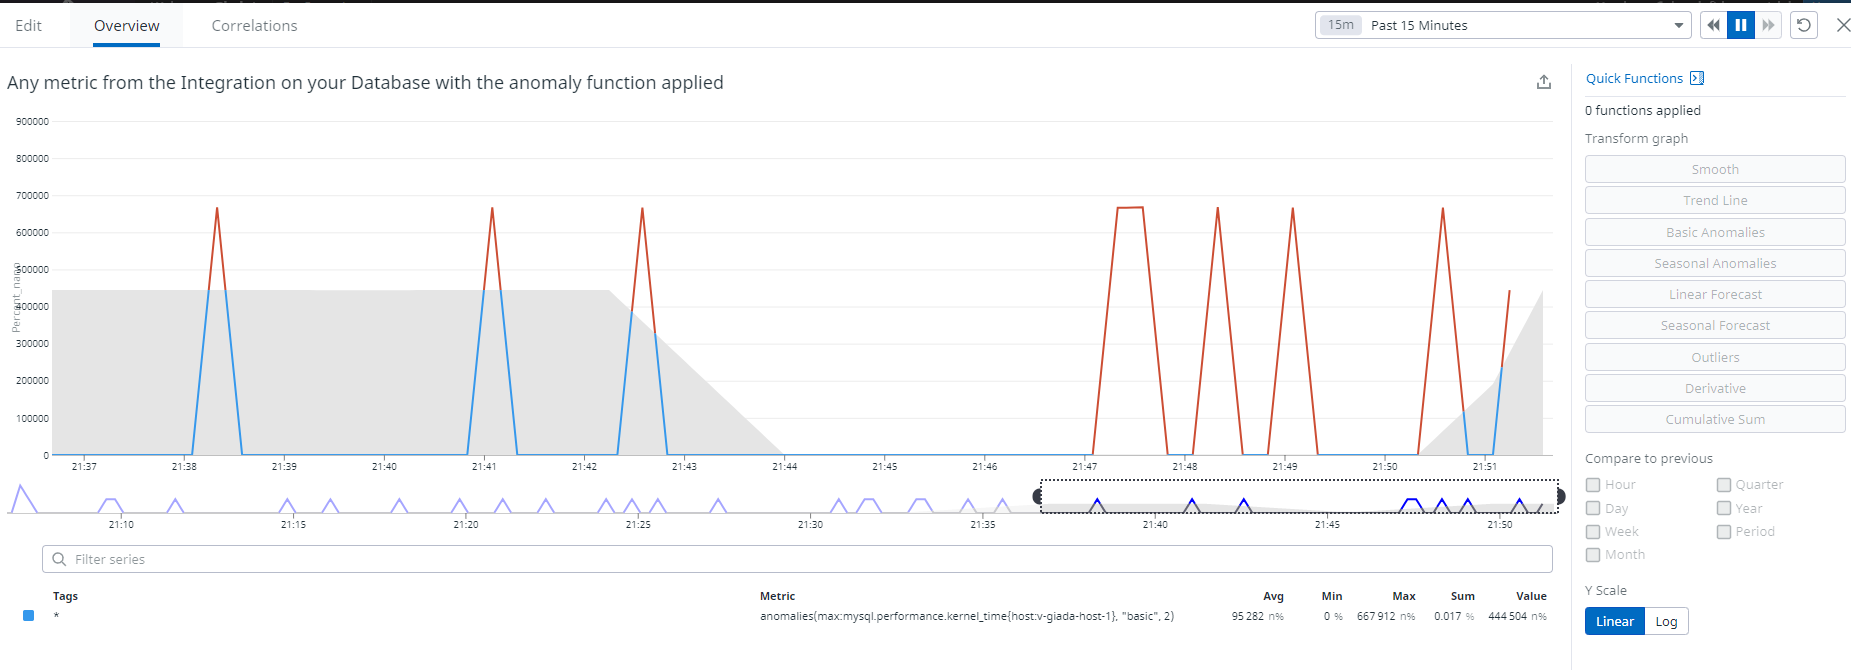 Edit Overview Correlations 15m Past 15 Minutes
Any metric from the Integration on your Database with the anomaly function applied
Quick Functions
0 functions applied
Transform graph
Smooth
Trend Line
Basic Anomalies
Seasonal Anomalies
Linear Forecast
Seasonal Forecast
Outliers
Derivative
Cumulative Sum
Compare to previous
Hour Quarter
Day Year
Week Period
Month
Y Scale
Linear Log
900000
800000
700000
600000
500000
400000
300000
200000
100000
0
Percent_nano
21:37 21:38 21:39 21:40 21:41 21:42 21:43 21:44 21:45 21:46 21:47 21:48 21:49 21:50 21:51
21:10 21:15 21:20 21:25 21:30 21:35 21:40 21:45 21:50
Filter series
Tags Metric Avg Min Max Sum Value
* anomalies(max:mysql.performance.kernel_time{host:v-giada-host-1}, "basic", 2) 95 282 n% 0 % 667 912 n% 0.017 % 444 504 n%